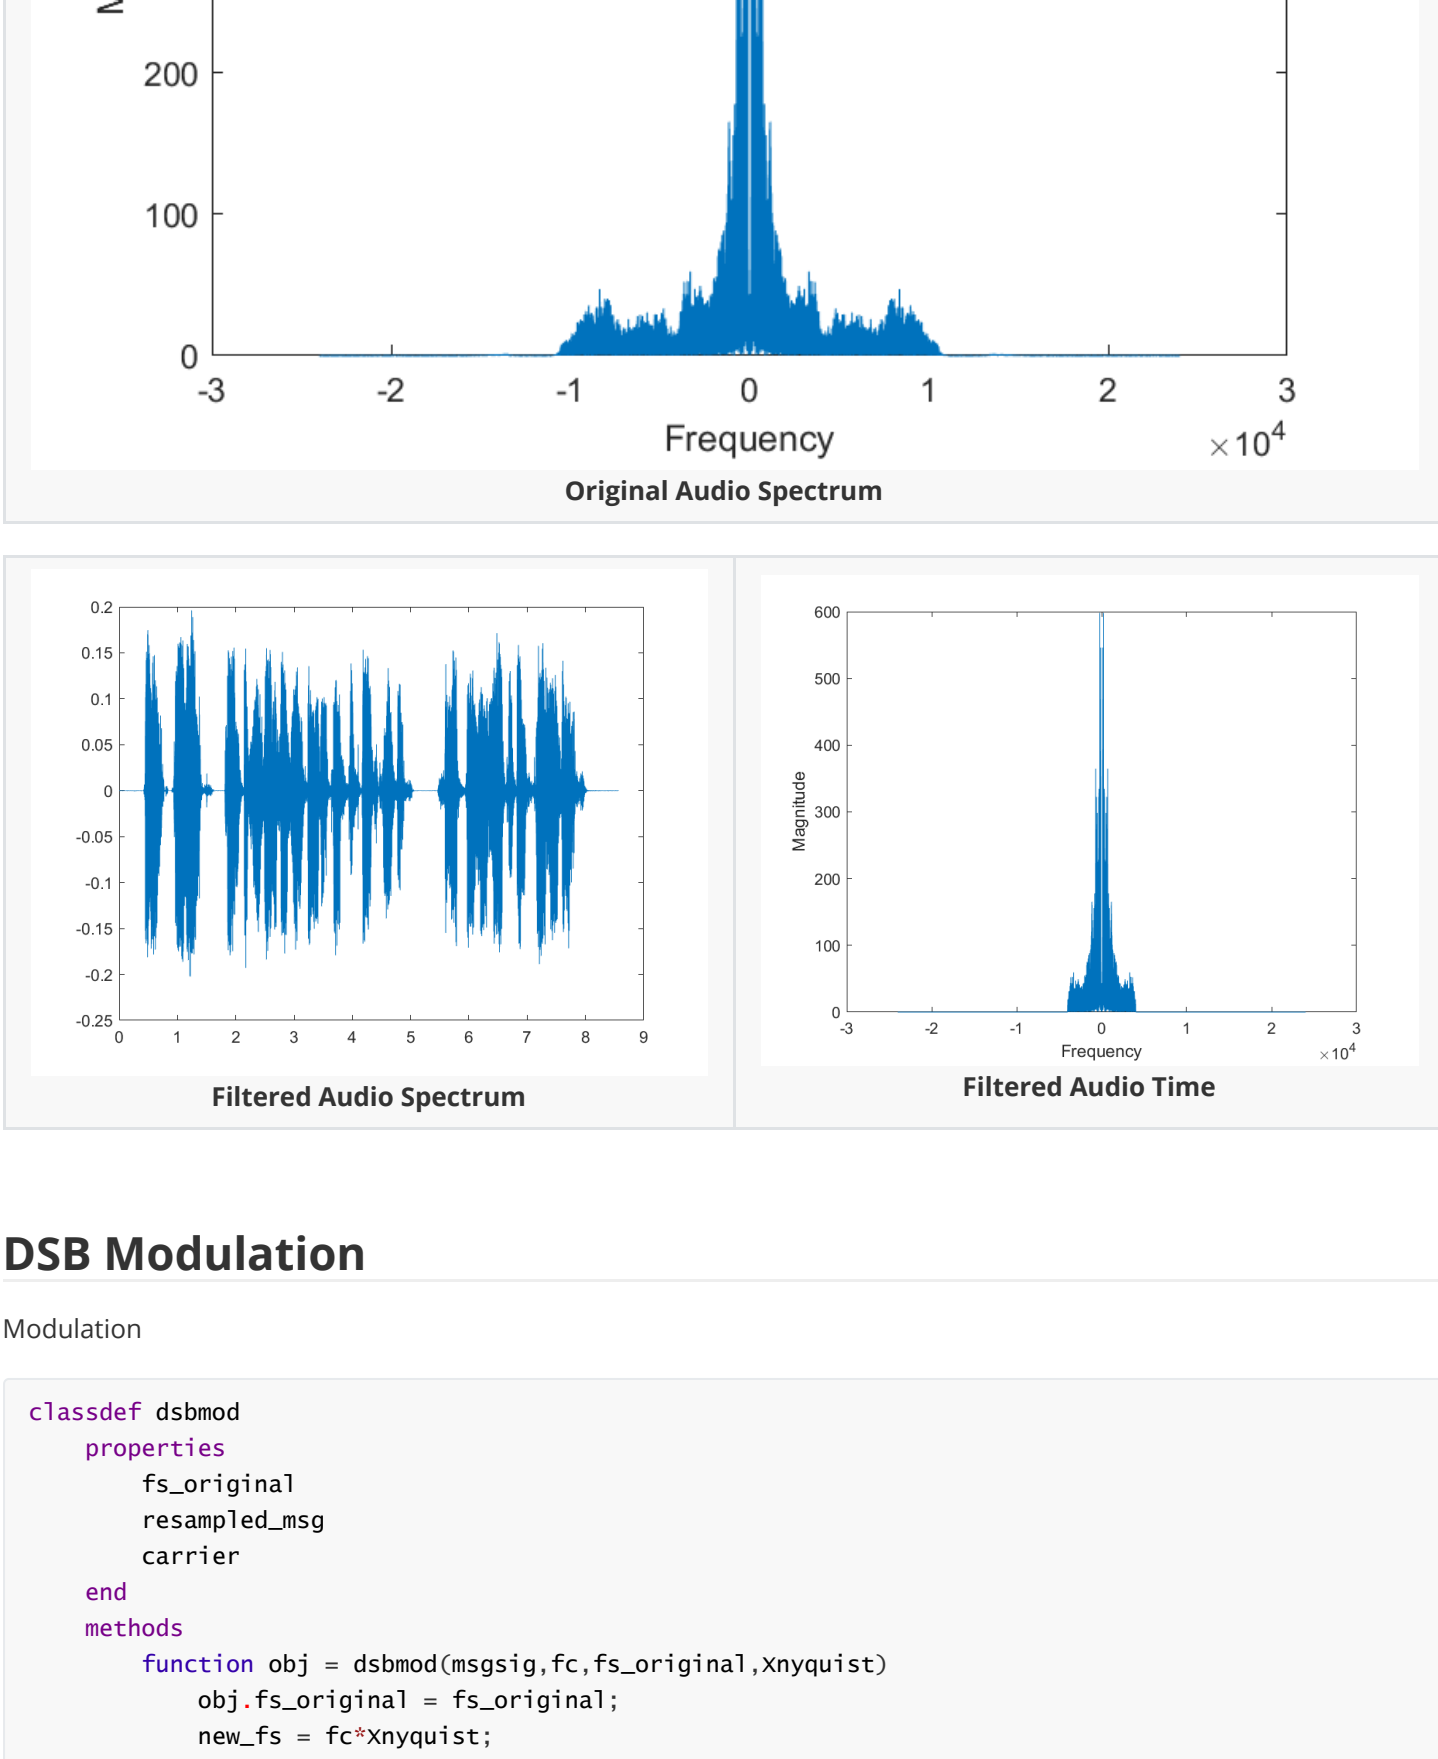 200
100
0
-3 -2 -1 0 1 2 3
Frequency
×10^4
Original Audio Spectrum
0.2
0.15
0.1
0.05
0
-0.05
-0.1
-0.15
-0.2
-0.25
0 1 2 3 4 5 6 7 8 9
Filtered Audio Spectrum
600
500
400
300
200
100
0
Magnitude
-3 -2 -1 0 1 2 3
Frequency
×10^4
Filtered Audio Time
DSB Modulation
Modulation
classdef dsbmod
    properties
        fs_original
        resampled_msg
        carrier
    end
    methods
        function obj = dsbmod(msgsig,fc,fs_original,Xnyquist)
            obj.fs_original = fs_original;
            new_fs = fc*Xnyquist;